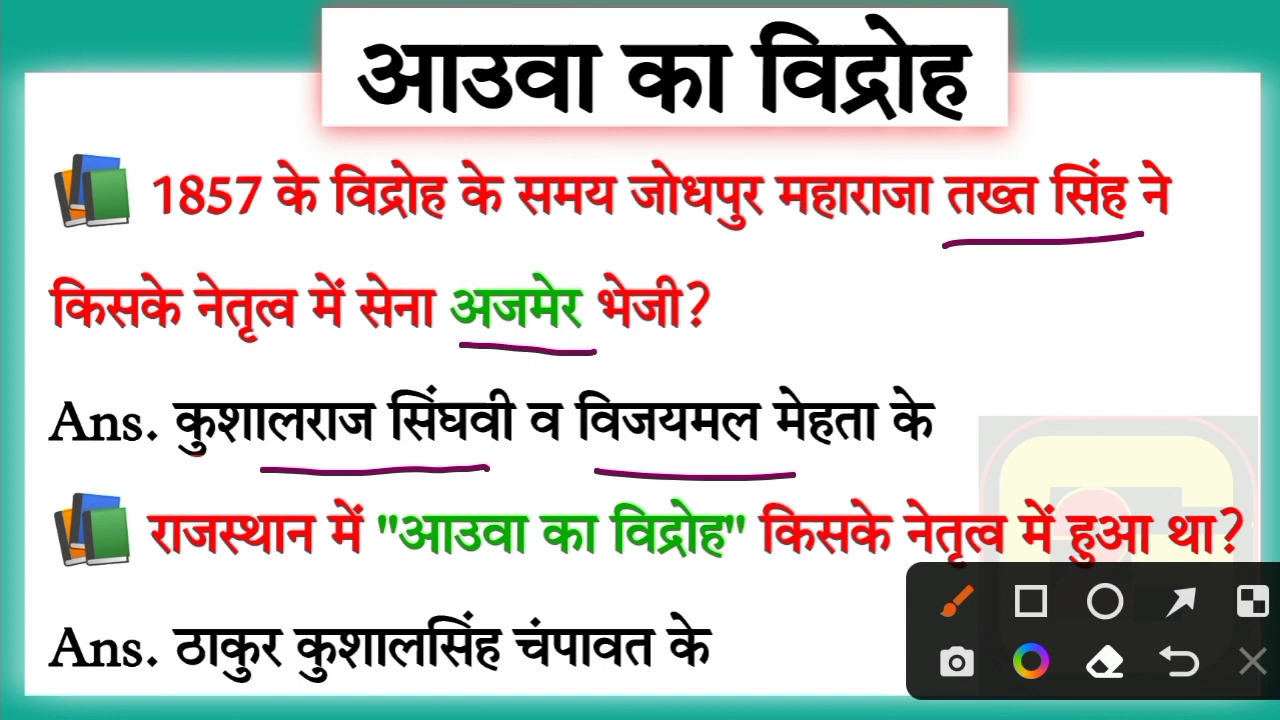 आउवा का विद्रोह
1857 के विद्रोह के समय जोधपुर महाराजा तख्त सिंह ने
किसके नेतृत्व में सेना अजमेर भेजी?
Ans. कुशालराज सिंघवी व विजयमल मेहता के
राजस्थान में "आउवा का विद्रोह" किसके नेतृत्व में हुआ था?
Ans. ठाकुर कुशालसिंह चंपावत के